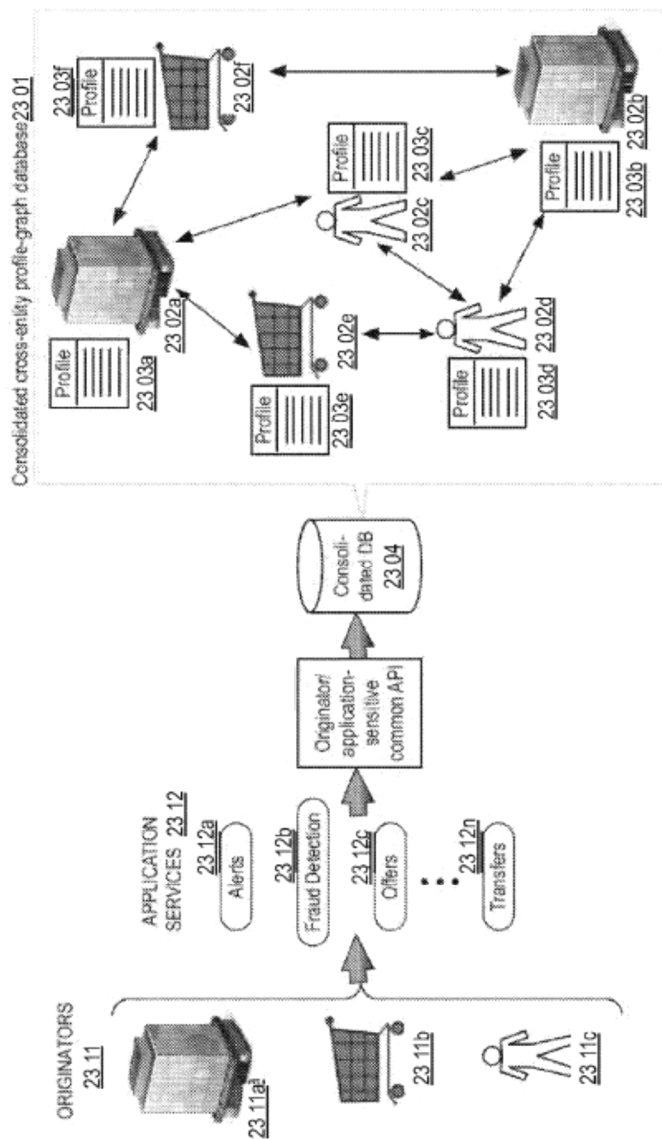 ORIGINATORS
23 11
23 11a
23 11b
23 11c
APPLICATION
SERVICES 23 12
23 12a
Alerts
23 12b
Fraud Detection
23 12c
Offers
23 12n
Transfers
Originator/
application-
sensitive
common API
Consoli-
dated DB
23 04
Consolidated cross-entity profile-graph database 23 01
Profile
23 03a
23 02a
Profile
23 03f
23 02f
Profile
23 03e
23 02e
Profile
23 03c
23 02c
Profile
23 03d
23 02d
Profile
23 03b
23 02b